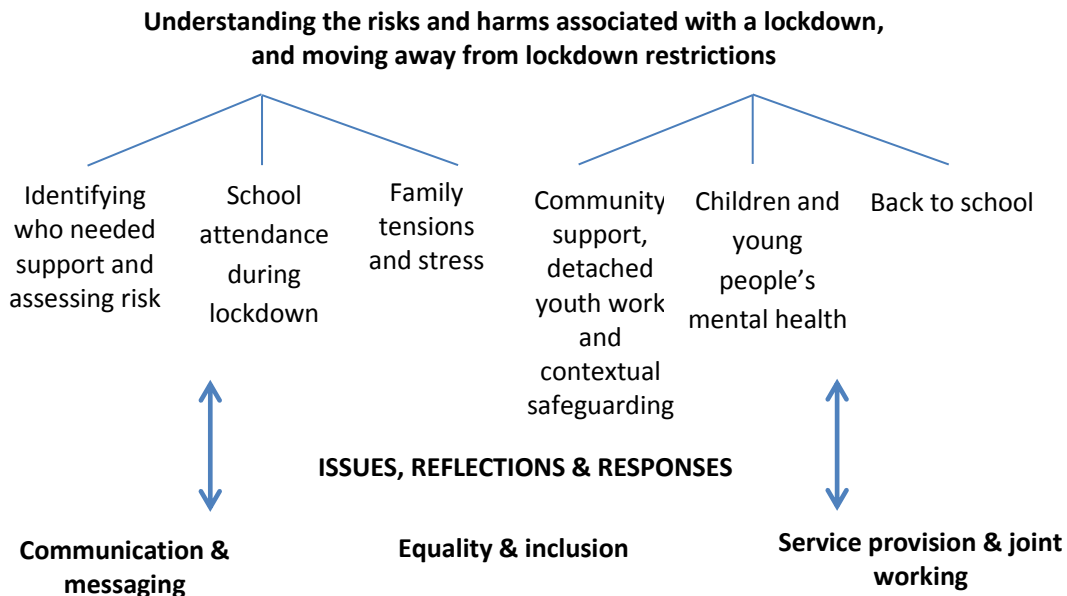 Understanding the risks and harms associated with a lockdown,
and moving away from lockdown restrictions
Identifying
who needed
support and
assessing risk
School
attendance
during
lockdown
Family
tensions
and stress
Community
support,
detached
youth work
and
contextual
safeguarding
Children and
young
people’s
mental health
Back to school
ISSUES, REFLECTIONS & RESPONSES
Communication &
messaging
Equality & inclusion
Service provision & joint
working